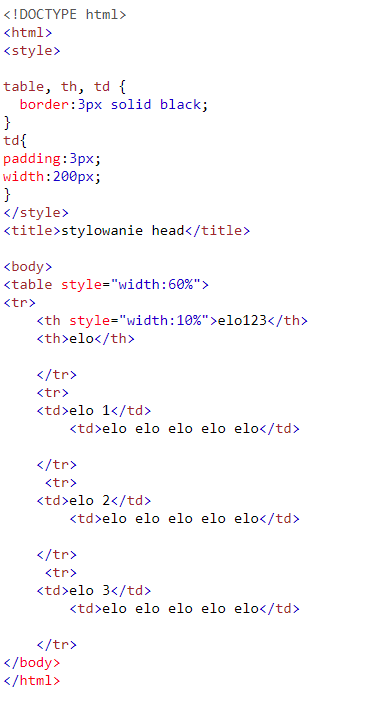 <!DOCTYPE html>
<html>
<style>

table, th, td {
  border:3px solid black;
}
td{
padding:3px;
width:200px;
}
</style>
<title>stylowanie head</title>

<body>
<table style="width:60%">
<tr>
    <th style="width:10%">elo123</th>
    <th>elo</th>

    </tr>
    <tr>
    <td>elo 1</td>
        <td>elo elo elo elo elo</td>

    </tr>
     <tr>
    <td>elo 2</td>
        <td>elo elo elo elo elo</td>

    </tr>
     <tr>
    <td>elo 3</td>
        <td>elo elo elo elo elo</td>

    </tr>
</body>
</html>